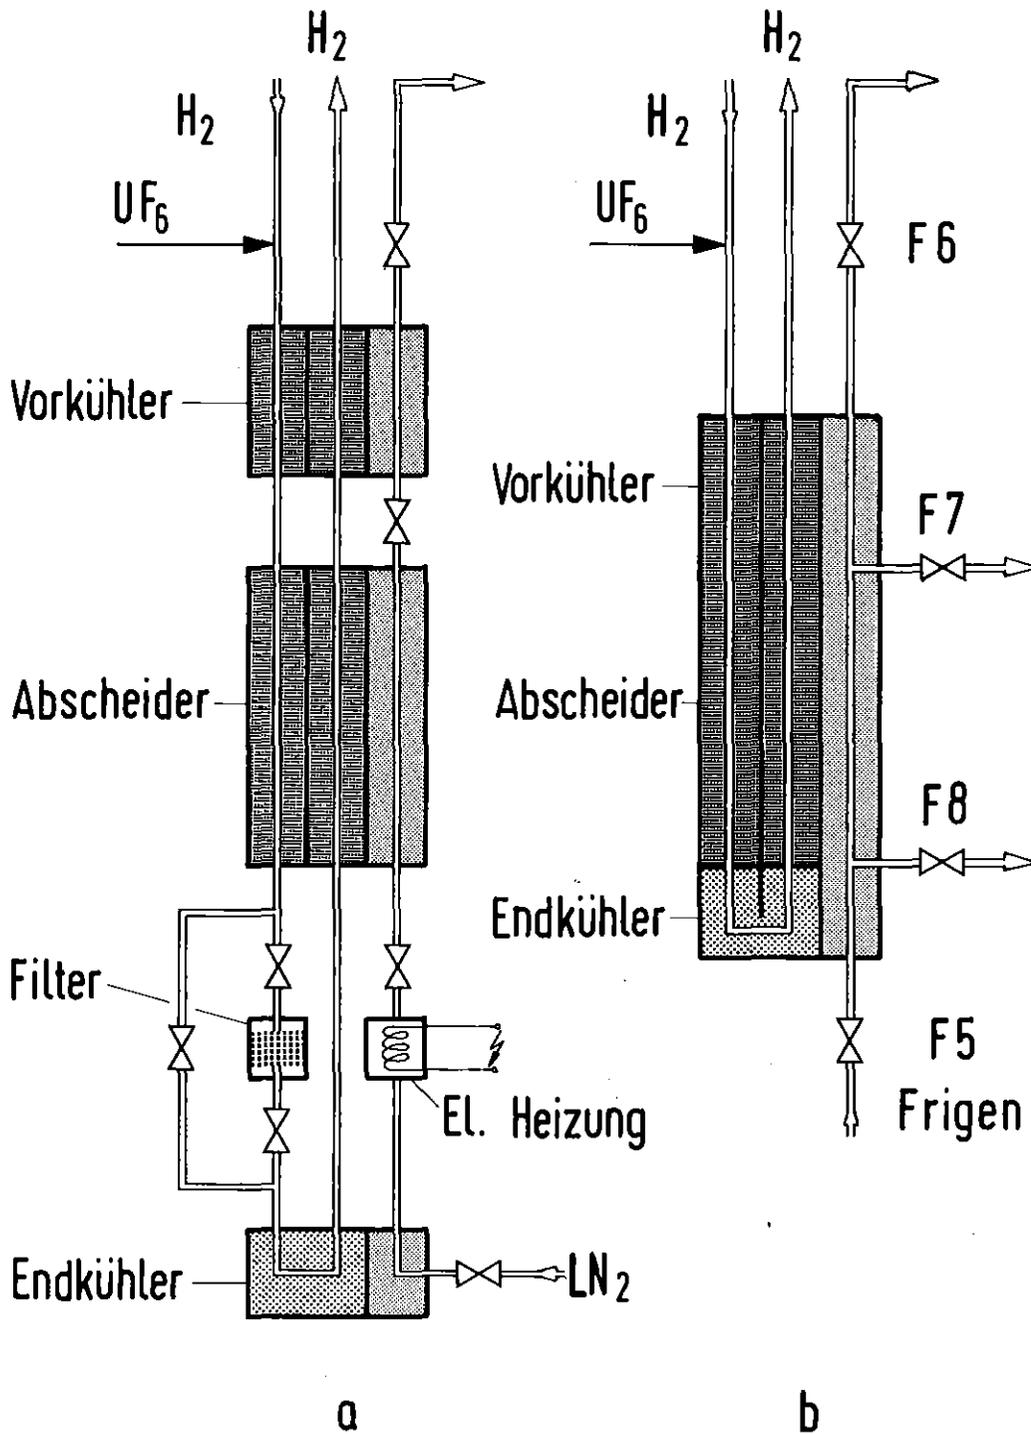 H2
H2
UF6
Vorkühler
Abscheider
Filter
El. Heizung
Endkühler
LN2
a
H2
H2
UF6
F6
Vorkühler
F7
Abscheider
F8
Endkühler
F5
Frigen
b